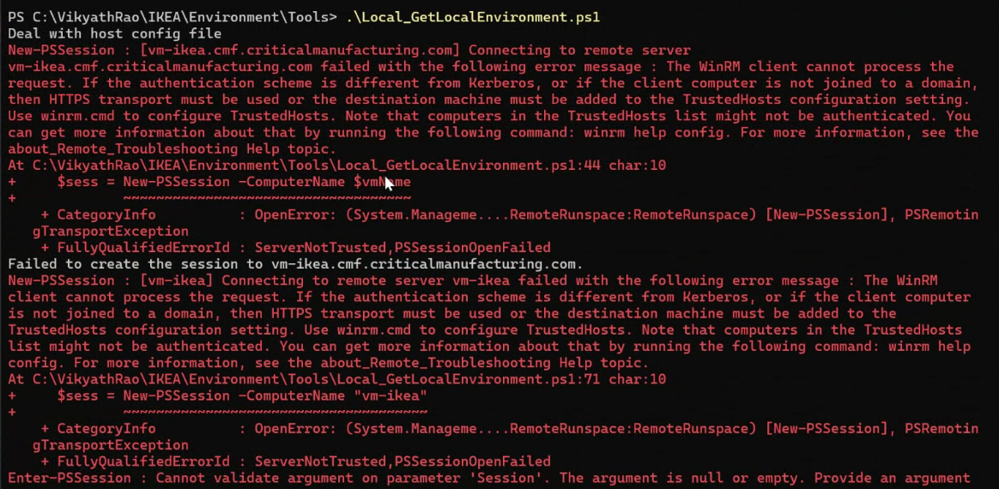 PS C:\VikyathRao\IKEA\Environment\Tools> .\Local_GetLocalEnvironment.ps1
Deal with host config file
New-PSSession : [vm-ikea.cmf.criticalmanufacturing.com] Connecting to remote server
vm-ikea.cmf.criticalmanufacturing.com failed with the following error message : The WinRM client cannot process the
request. If the authentication scheme is different from Kerberos, or if the client computer is not joined to a domain,
then HTTPS transport must be used or the destination machine must be added to the TrustedHosts configuration setting.
Use winrm.cmd to configure TrustedHosts. Note that computers in the TrustedHosts list might not be authenticated. You
can get more information about that by running the following command: winrm help config. For more information, see the
about_Remote_Troubleshooting Help topic.
At C:\VikyathRao\IKEA\Environment\Tools\Local_GetLocalEnvironment.ps1:44 char:10
+     $sess = New-PSSession -ComputerName $vmName
+             ~~~~~~~~~~~~~~~~~~~~~~~~~~~~~~~~~~~
    + CategoryInfo          : OpenError: (System.Manageme....RemoteRunspace:RemoteRunspace) [New-PSSession], PSRemotin
   gTransportException
    + FullyQualifiedErrorId : ServerNotTrusted,PSSessionOpenFailed
Failed to create the session to vm-ikea.cmf.criticalmanufacturing.com.
New-PSSession : [vm-ikea] Connecting to remote server vm-ikea failed with the following error message : The WinRM
client cannot process the request. If the authentication scheme is different from Kerberos, or if the client computer
is not joined to a domain, then HTTPS transport must be used or the destination machine must be added to the
TrustedHosts configuration setting. Use winrm.cmd to configure TrustedHosts. Note that computers in the TrustedHosts
list might not be authenticated. You can get more information about that by running the following command: winrm help
config. For more information, see the about_Remote_Troubleshooting Help topic.
At C:\VikyathRao\IKEA\Environment\Tools\Local_GetLocalEnvironment.ps1:71 char:10
+     $sess = New-PSSession -ComputerName "vm-ikea"
+             ~~~~~~~~~~~~~~~~~~~~~~~~~~~~~~~~~~~~~
    + CategoryInfo          : OpenError: (System.Manageme....RemoteRunspace:RemoteRunspace) [New-PSSession], PSRemotin
   gTransportException
    + FullyQualifiedErrorId : ServerNotTrusted,PSSessionOpenFailed
Enter-PSSession : Cannot validate argument on parameter 'Session'. The argument is null or empty. Provide an argument